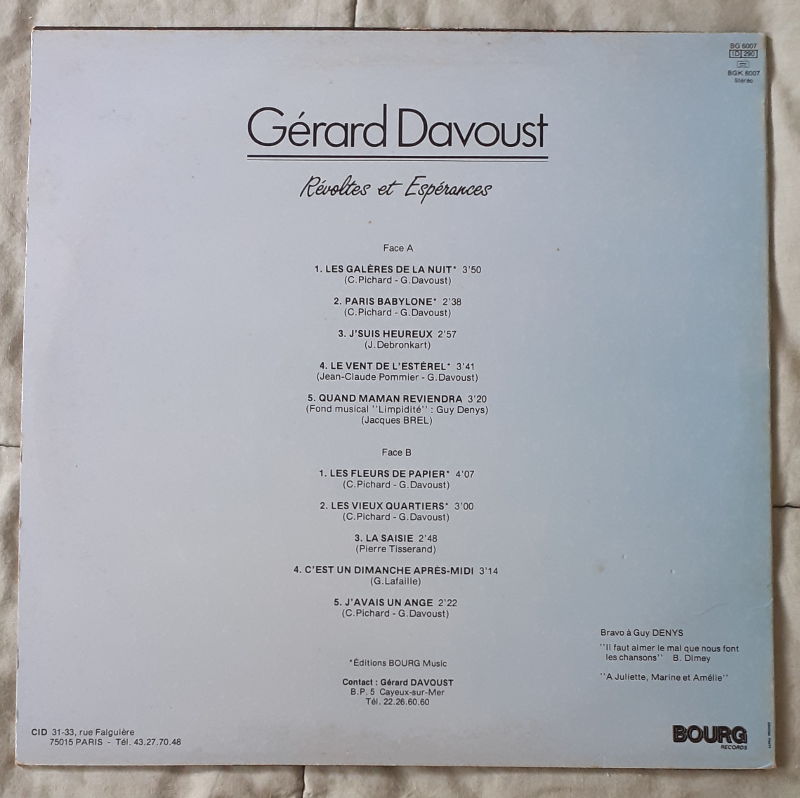 BG 6007
ID 290
BGK 6007
Stéréo
Gérard Davoust
Révoltes et Espérances
Face A
1. LES GALÈRES DE LA NUIT* 3'50
(C.Pichard - G.Davoust)
2. PARIS BABYLONE* 2'38
(C.Pichard - G.Davoust)
3. J'SUIS HEUREUX 2'57
(J.Debronkart)
4. LE VENT DE L'ESTÉREL* 3'41
(Jean-Claude Pommier - G.Davoust)
5. QUAND MAMAN REVIENDRA 3'20
(Fond musical ''Limpidité'' : Guy Denys)
(Jacques BREL)
Face B
1. LES FLEURS DE PAPIER* 4'07
(C.Pichard - G.Davoust)
2. LES VIEUX QUARTIERS* 3'00
(C.Pichard - G.Davoust)
3. LA SAISIE 2'48
(Pierre Tisserand)
4. C'EST UN DIMANCHE APRÈS-MIDI 3'14
(G.Lafaille)
5. J'AVAIS UN ANGE 2'22
(C.Pichard - G.Davoust)
*Éditions BOURG Music
Contact : Gérard DAVOUST
B.P. 5 Cayeux-sur-Mer
Tél. 22.26.60.60
Bravo à Guy DENYS
''Il faut aimer le mal que nous font
les chansons'' B. Dimey
''A Juliette, Marine et Amélie''
CID 31-33, rue Falguière
75015 PARIS - Tél. 43.27.70.48
BOURG
RECORDS